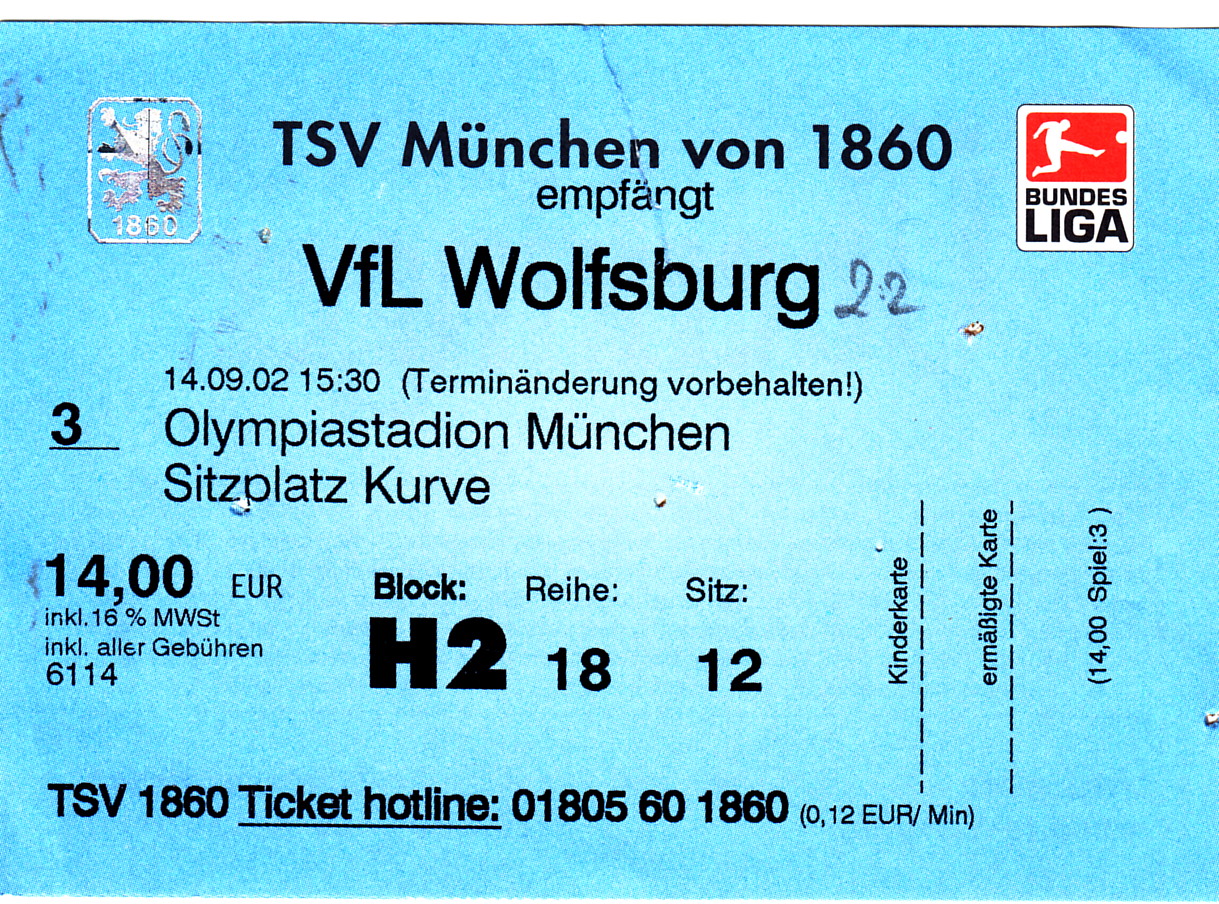 1860
TSV München von 1860
empfängt
VfL Wolfsburg 2:2
BUNDES
LIGA
14.09.02 15:30 (Terminänderung vorbehalten!)
3
Olympiastadion München
Sitzplatz Kurve
14,00 EUR
inkl.16 % MWSt
inkl. aller Gebühren
6114
Block: Reihe: Sitz:
H2 18 12
Kinderkarte
ermäßigte Karte
(14,00 Spiel:3 )
TSV 1860 Ticket hotline: 01805 60 1860 (0,12 EUR/ Min)